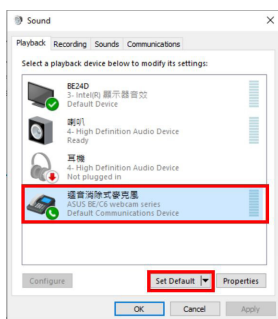 Sound
Playback Recording Sounds Communications
Select a playback device below to modify its settings:
BE24D
3- Intel(R) 顯示器音效
Default Device
喇叭
4- High Definition Audio Device
Ready
耳機
4- High Definition Audio Device
Not plugged in
迴音消除式麥克風
ASUS BE/C6 webcam series
Default Communications Device
Configure Set Default Properties
OK Cancel Apply